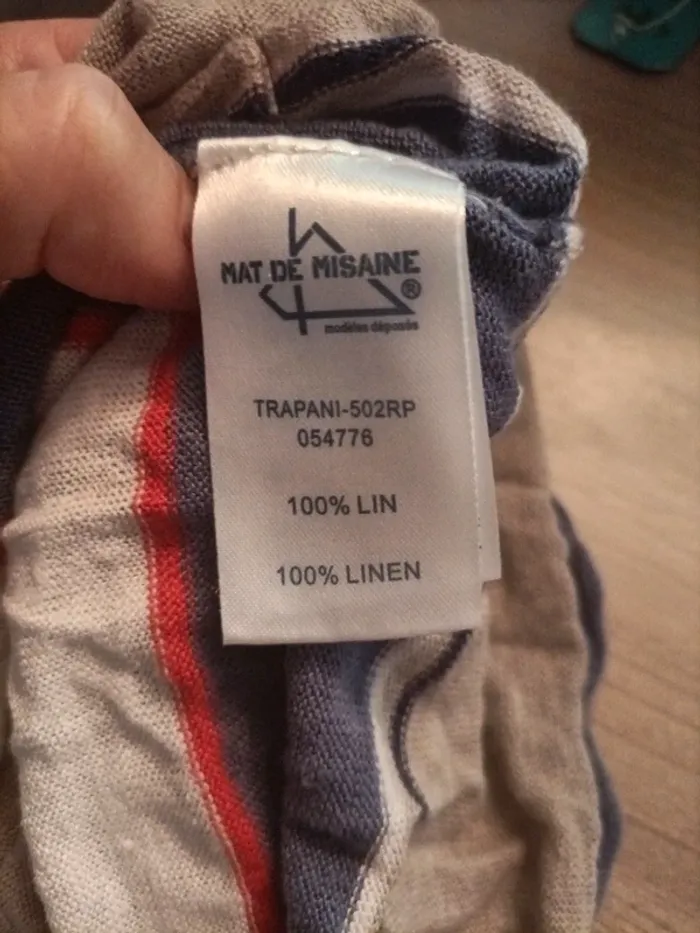 MAT DE MISAINE
®
modèles déposés
TRAPANI-502RP
054776
100% LIN
100% LINEN